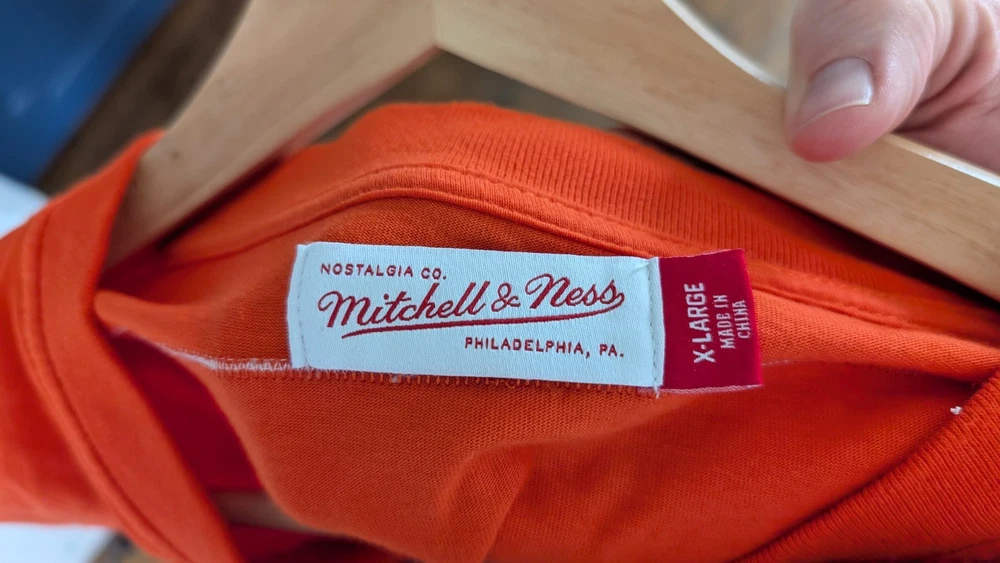 NOSTALGIA CO.
Mitchell & Ness
PHILADELPHIA, PA.
X-LARGE
MADE IN
CHINA